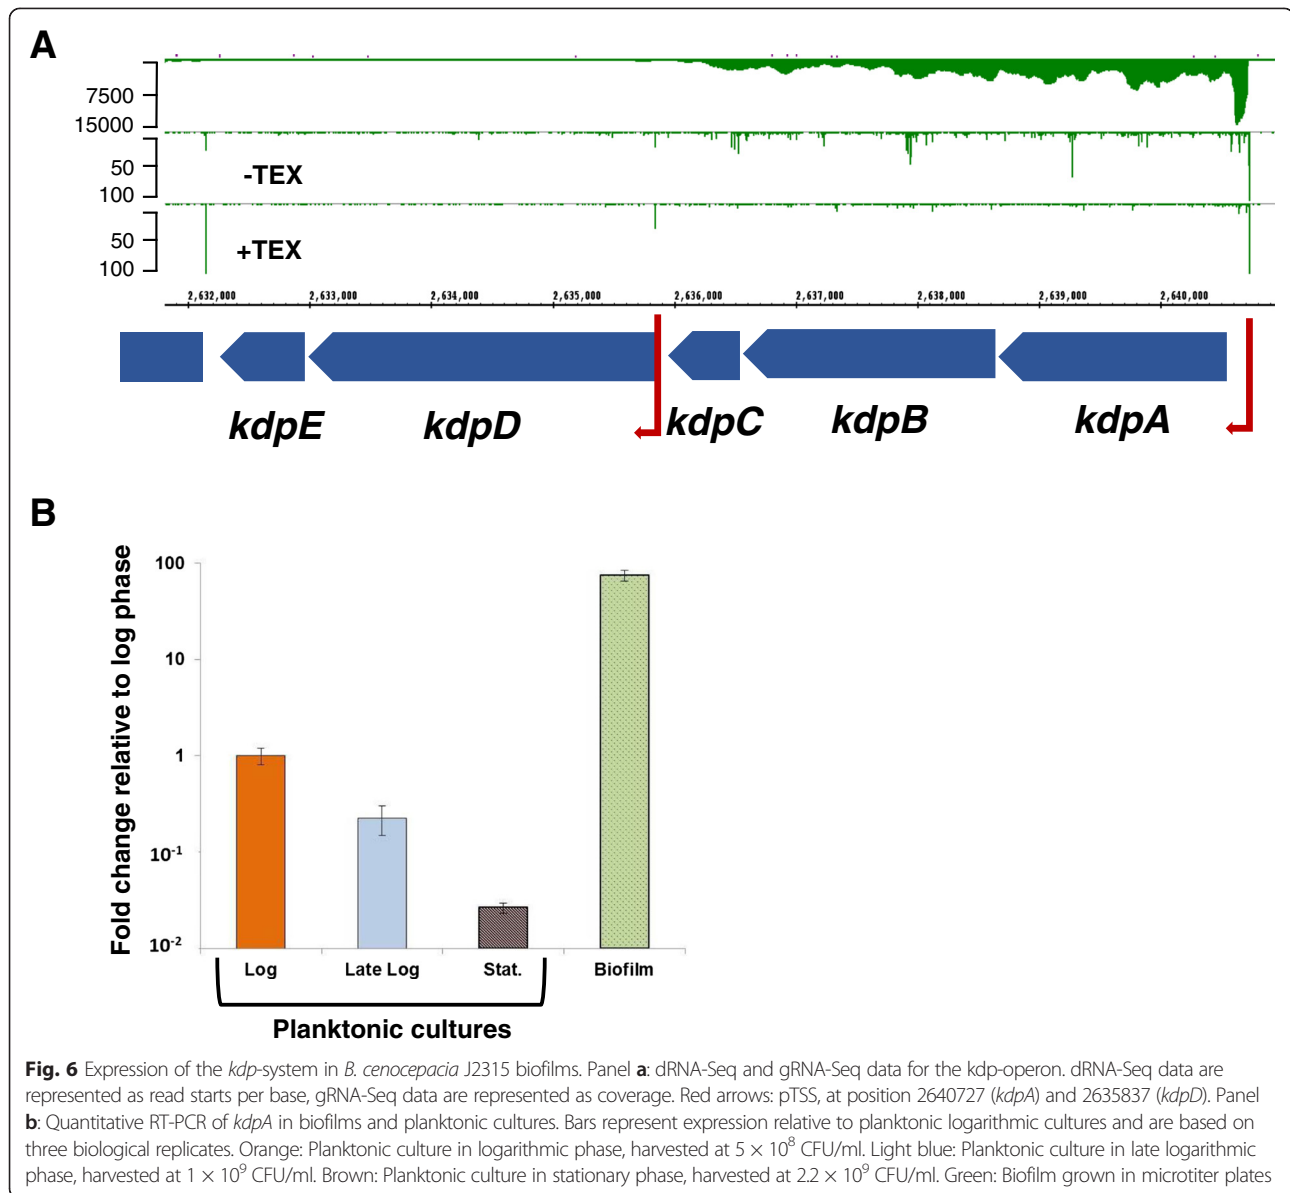 A
7500
15000
50
-TEX
100
50
+TEX
100
2,632,000 2,633,000 2,634,000 2,635,000 2,636,000 2,637,000 2,638,000 2,639,000 2,640,000
kdpE kdpD kdpC kdpB kdpA
B
Fold change relative to log phase
100
10
1
10⁻¹
10⁻²
Log Late Log Stat. Biofilm
Planktonic cultures
Fig. 6 Expression of the kdp-system in B. cenocepacia J2315 biofilms. Panel a: dRNA-Seq and gRNA-Seq data for the kdp-operon. dRNA-Seq data are
represented as read starts per base, gRNA-Seq data are represented as coverage. Red arrows: pTSS, at position 2640727 (kdpA) and 2635837 (kdpD). Panel
b: Quantitative RT-PCR of kdpA in biofilms and planktonic cultures. Bars represent expression relative to planktonic logarithmic cultures and are based on
three biological replicates. Orange: Planktonic culture in logarithmic phase, harvested at 5 × 10⁸ CFU/ml. Light blue: Planktonic culture in late logarithmic
phase, harvested at 1 × 10⁹ CFU/ml. Brown: Planktonic culture in stationary phase, harvested at 2.2 × 10⁹ CFU/ml. Green: Biofilm grown in microtiter plates